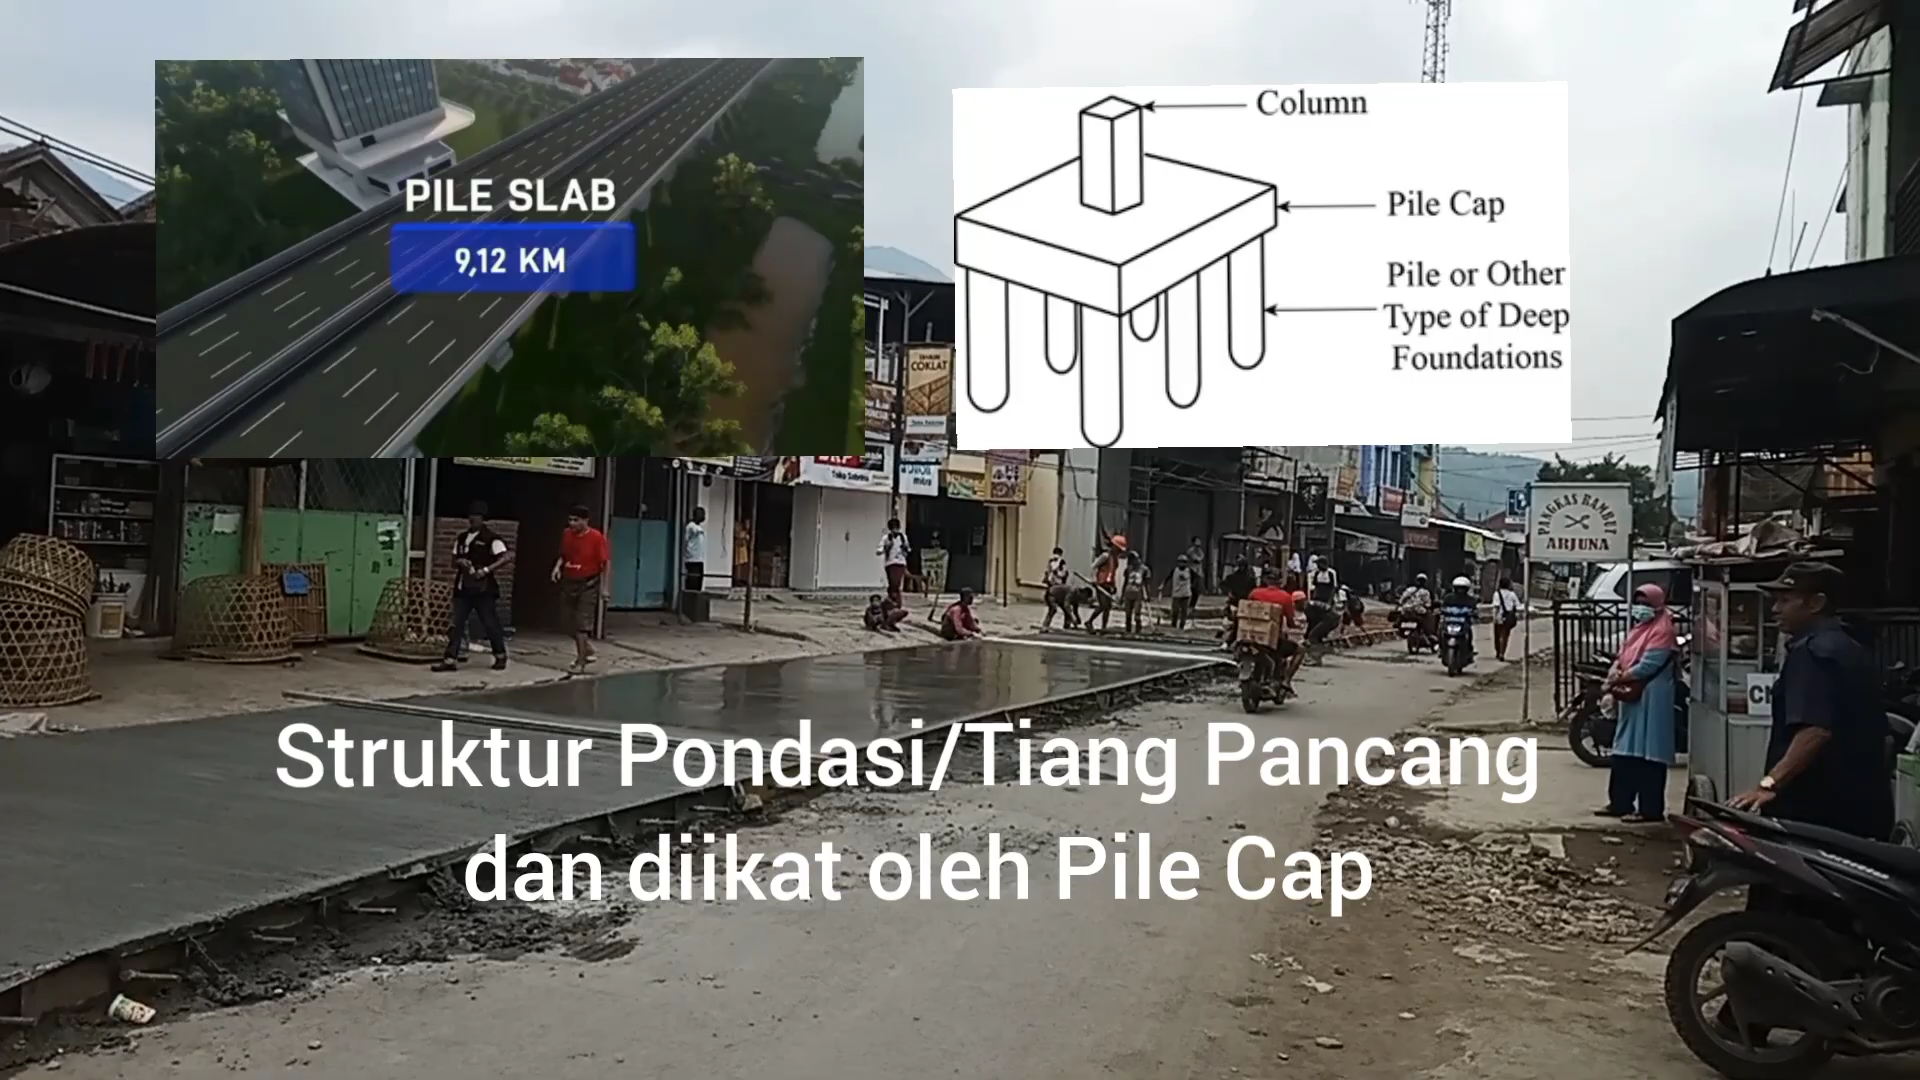 PILE SLAB
9,12 KM
Column
Pile Cap
Pile or Other
Type of Deep
Foundations
COKLAT
PANGKAS RAMBUT
ARJUNA
Struktur Pondasi/Tiang Pancang
dan diikat oleh Pile Cap